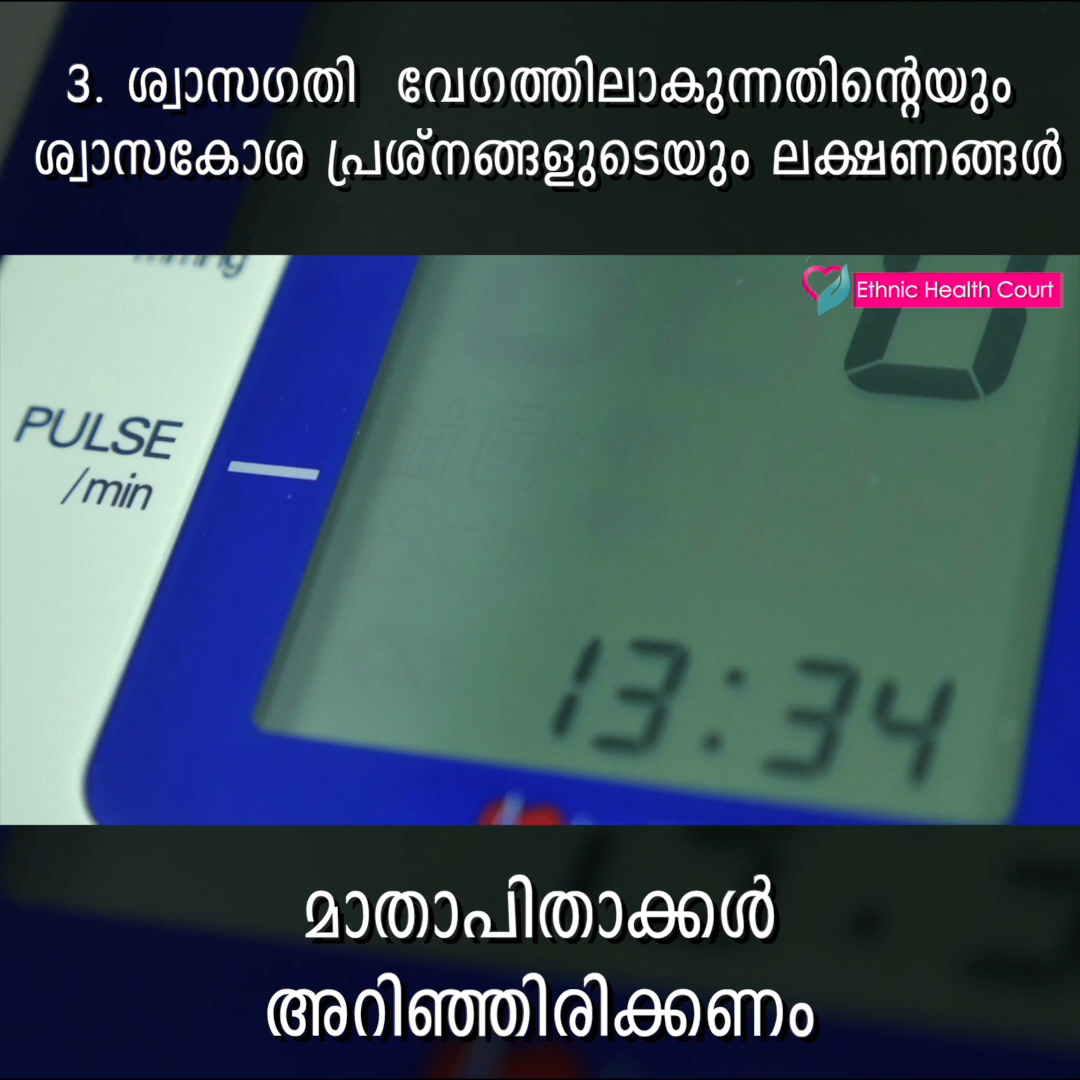 3. ശ്വാസഗതി വേഗത്തിലാകുന്നതിന്റെയും
ശ്വാസകോശ പ്രശ്നങ്ങളുടെയും ലക്ഷണങ്ങൾ
mmHg
Ethnic Health Court
PULSE
/min
13:34
മാതാപിതാക്കൾ
അറിഞ്ഞിരിക്കണം